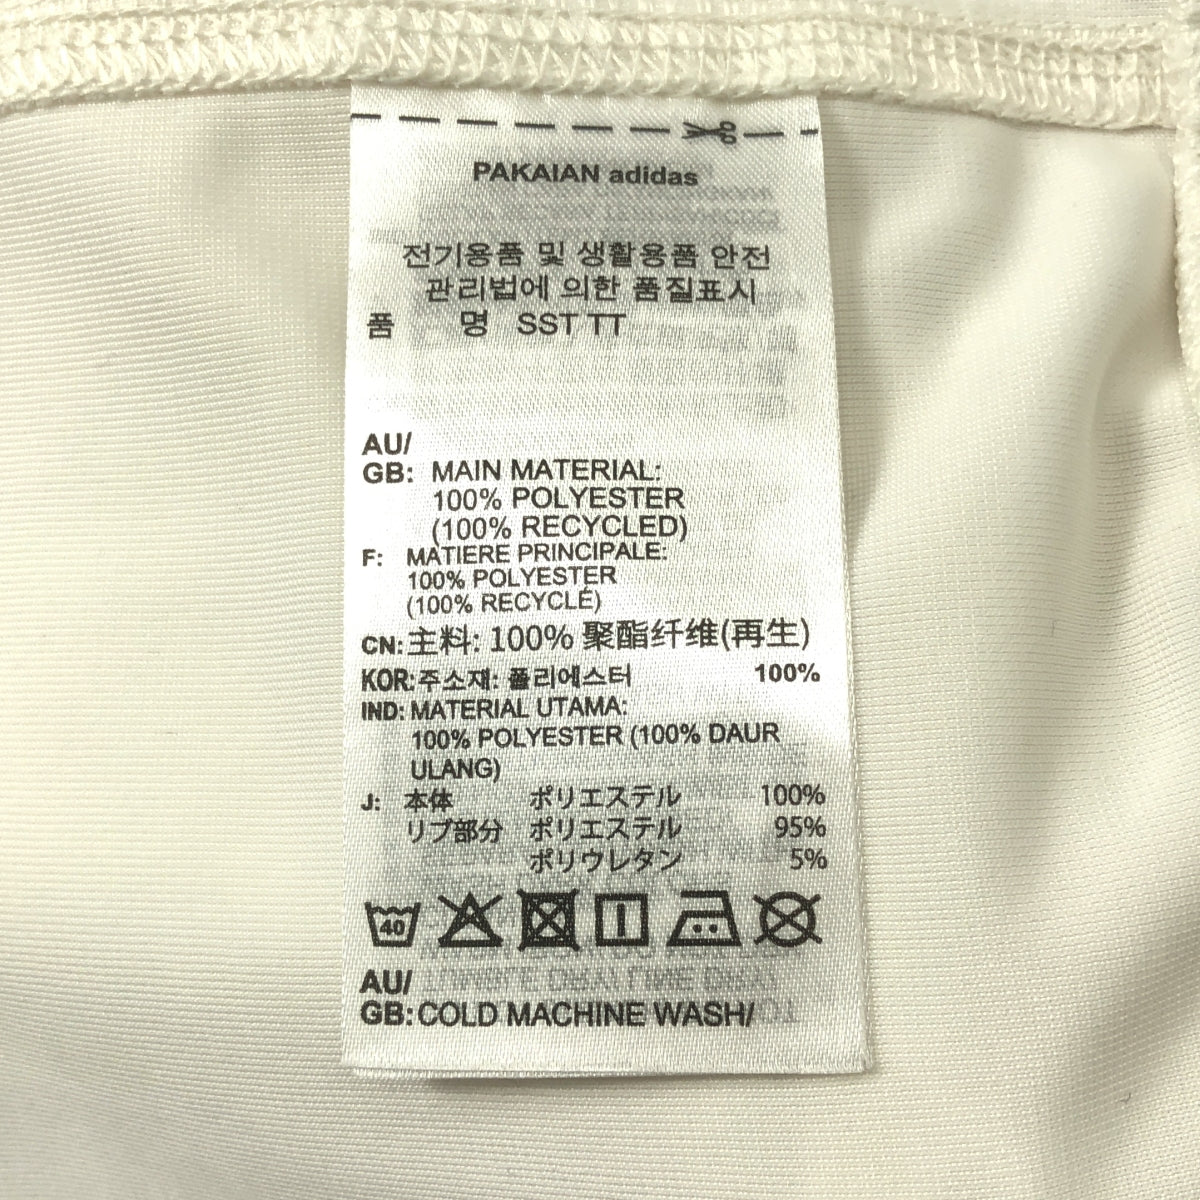 PAKAIAN adidas
전기용품 및 생활용품 안전
관리법에 의한 품질표시
품 명 SST TT
AU/
GB: MAIN MATERIAL:
100% POLYESTER
(100% RECYCLED)
F: MATIERE PRINCIPALE:
100% POLYESTER
(100% RECYCLÉ)
CN: 主料: 100% 聚酯纤维(再生)
KOR: 주소재: 폴리에스터 100%
IND: MATERIAL UTAMA:
100% POLYESTER (100% DAUR
ULANG)
J: 本体 ポリエステル 100%
リブ部分 ポリエステル 95%
ポリウレタン 5%
40
AU/
GB: COLD MACHINE WASH/